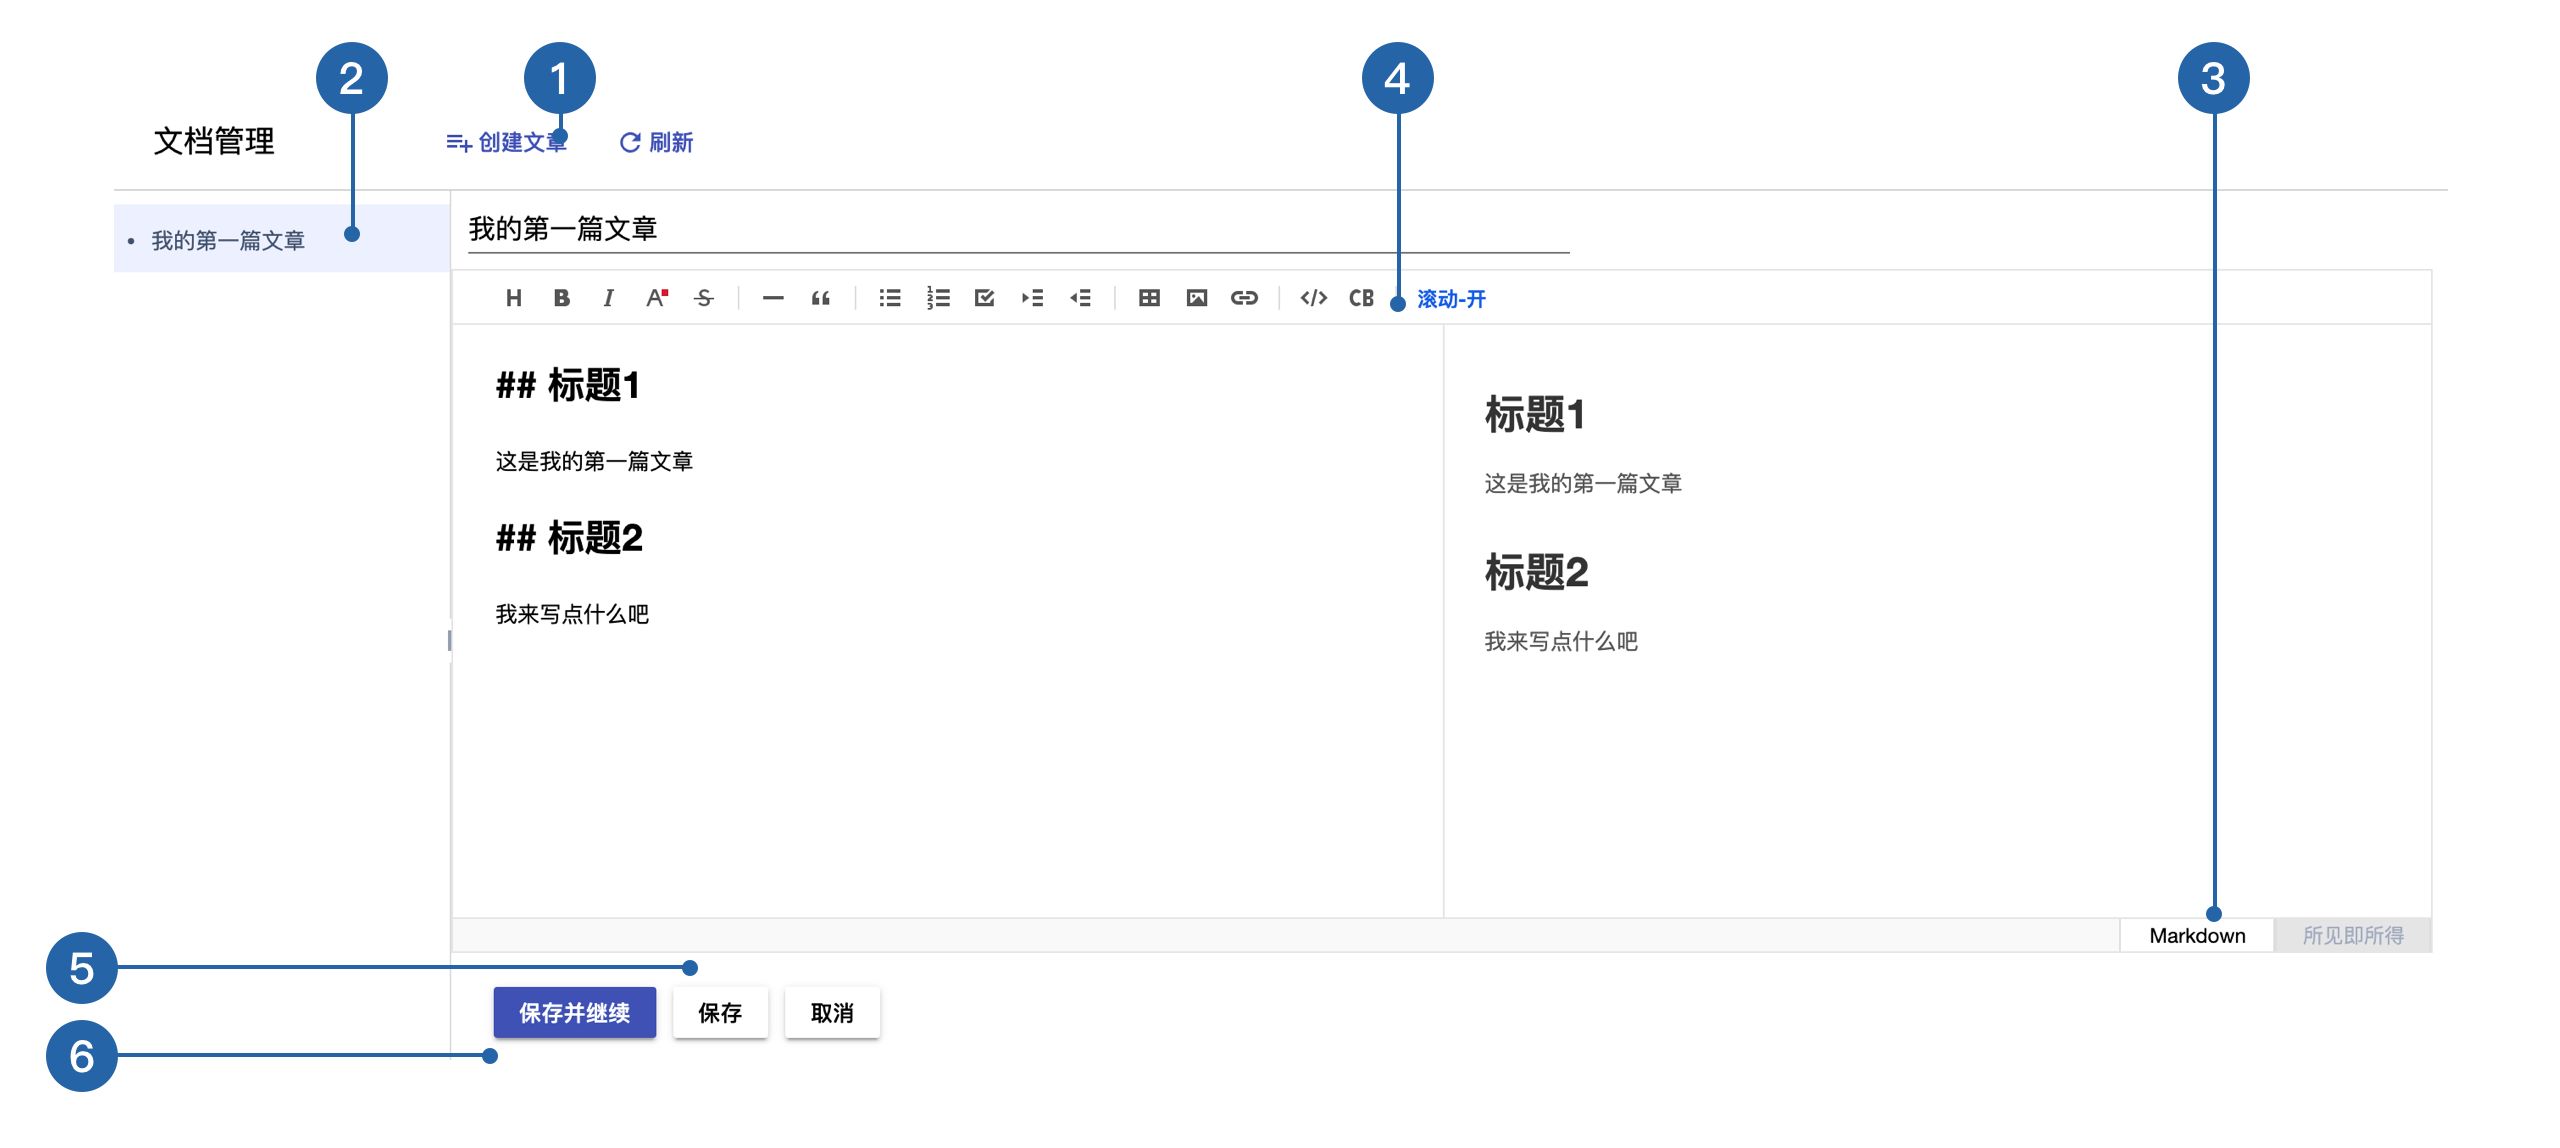 2
1
4
3
文档管理
创建文章
刷新
我的第一篇文章
我的第一篇文章
H B I A S “ </> CB 滚动-开
## 标题1
这是我的第一篇文章
## 标题2
我来写点什么吧
标题1
这是我的第一篇文章
标题2
我来写点什么吧
Markdown
所见即所得
5
保存并继续
保存
取消
6